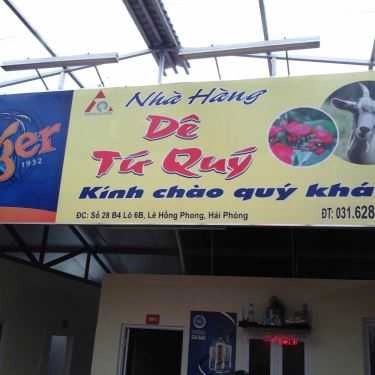 Nhà Hàng
Dê
Tứ Quý
Kính chào quý khá
ĐC: Số 28 B4 Lô 6B, Lê Hồng Phong, Hải Phòng
ĐT: 031.628
ger
1932